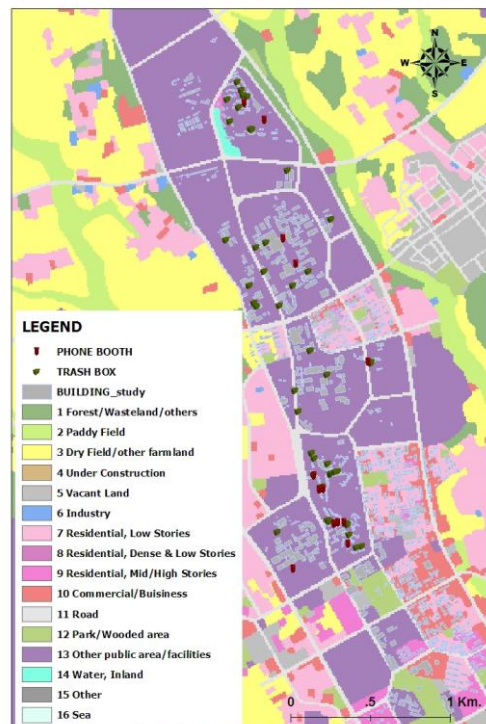 N
W E
S
LEGEND
PHONE BOOTH
TRASH BOX
BUILDING_study
1 Forest/Wasteland/others
2 Paddy Field
3 Dry Field/other farmland
4 Under Construction
5 Vacant Land
6 Industry
7 Residential, Low Stories
8 Residential, Dense & Low Stories
9 Residential, Mid/High Stories
10 Commercial/Buisiness
11 Road
12 Park/Wooded area
13 Other public area/facilities
14 Water, Inland
15 Other
16 Sea
0 .5 1 Km.